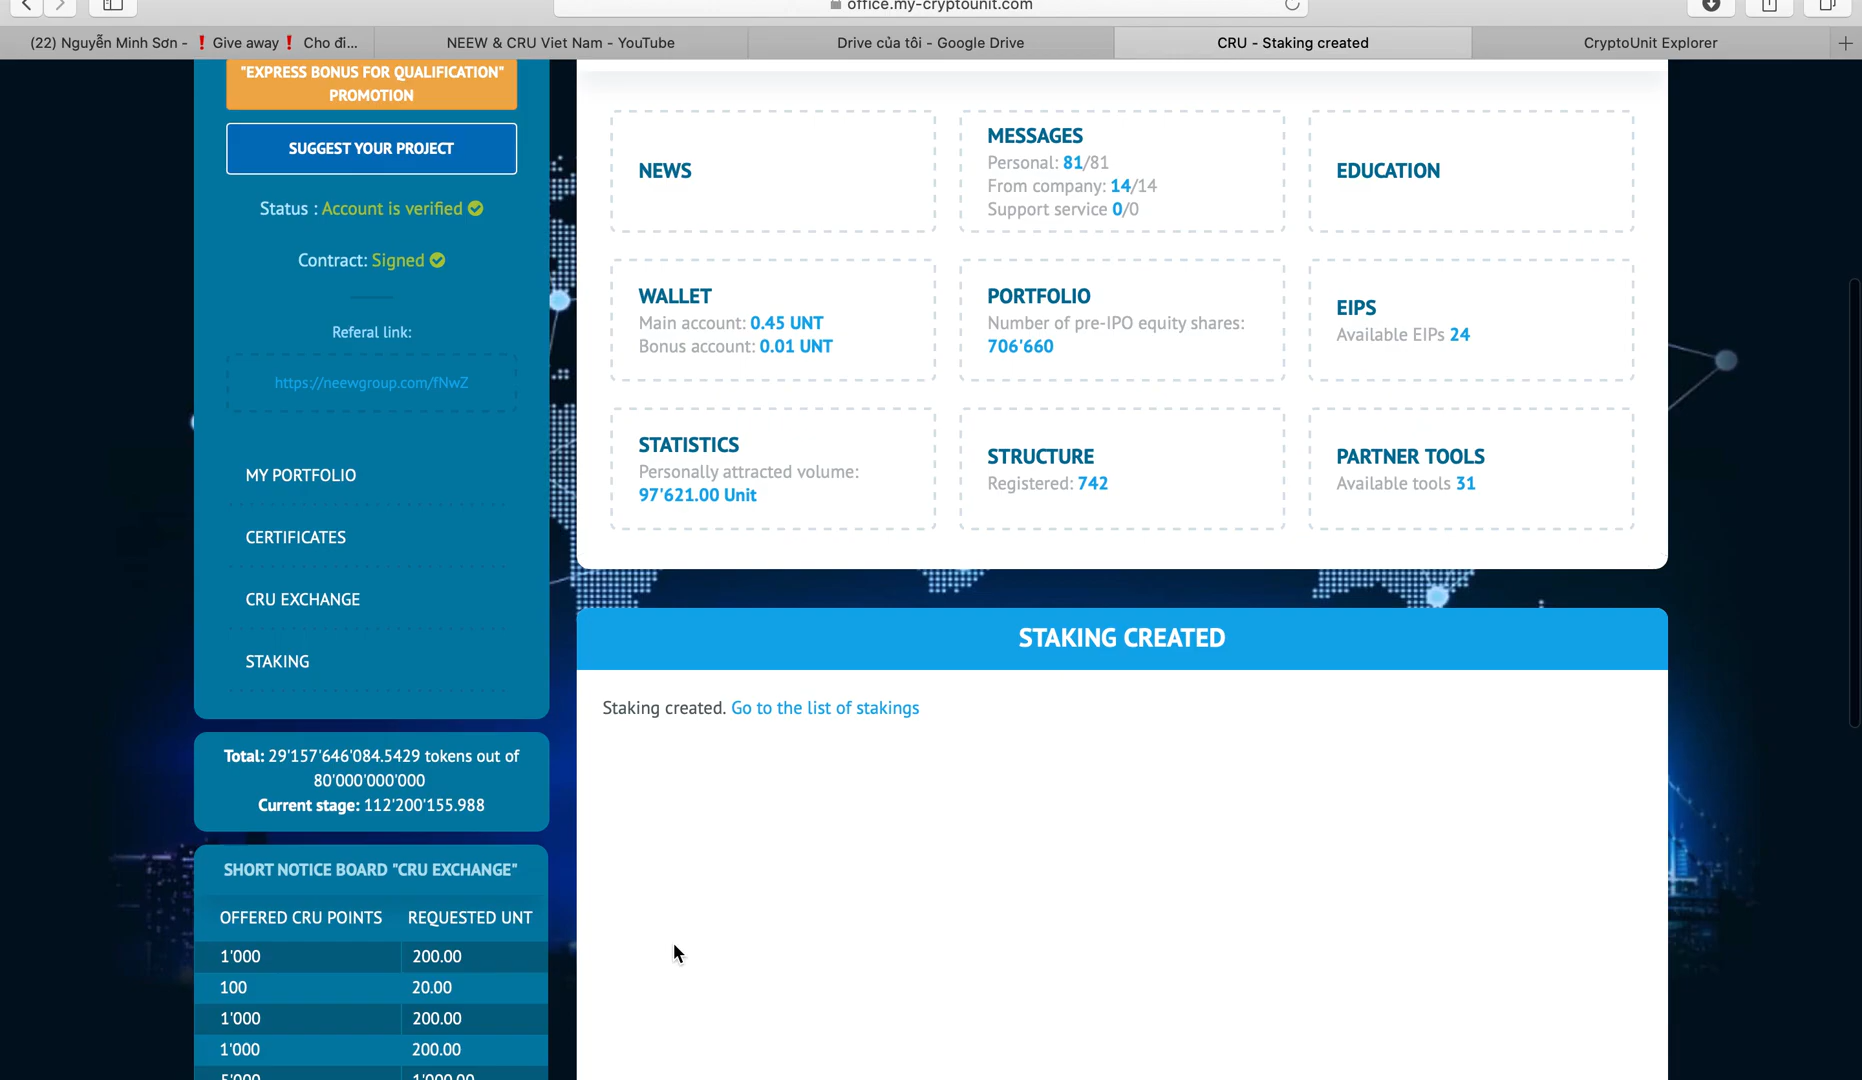 office.my-cryptounit.com
(22) Nguyễn Minh Sơn - ❗Give away❗ Cho đi...
NEEW & CRU Viet Nam - YouTube
Drive của tôi - Google Drive
CRU - Staking created
CryptoUnit Explorer
"EXPRESS BONUS FOR QUALIFICATION"
PROMOTION
SUGGEST YOUR PROJECT
Status : Account is verified
Contract: Signed
Referal link:
https://neewgroup.com/fNwZ
MY PORTFOLIO
CERTIFICATES
CRU EXCHANGE
STAKING
Total: 29'157'646'084.5429 tokens out of
80'000'000'000
Current stage: 112'200'155.988
SHORT NOTICE BOARD "CRU EXCHANGE"
OFFERED CRU POINTS REQUESTED UNT
1'000 200.00
100 20.00
1'000 200.00
1'000 200.00
5'000 1'000.00
NEWS
MESSAGES
Personal: 81/81
From company: 14/14
Support service 0/0
EDUCATION
WALLET
Main account: 0.45 UNT
Bonus account: 0.01 UNT
PORTFOLIO
Number of pre-IPO equity shares:
706'660
EIPS
Available EIPs 24
STATISTICS
Personally attracted volume:
97'621.00 Unit
STRUCTURE
Registered: 742
PARTNER TOOLS
Available tools 31
STAKING CREATED
Staking created. Go to the list of stakings